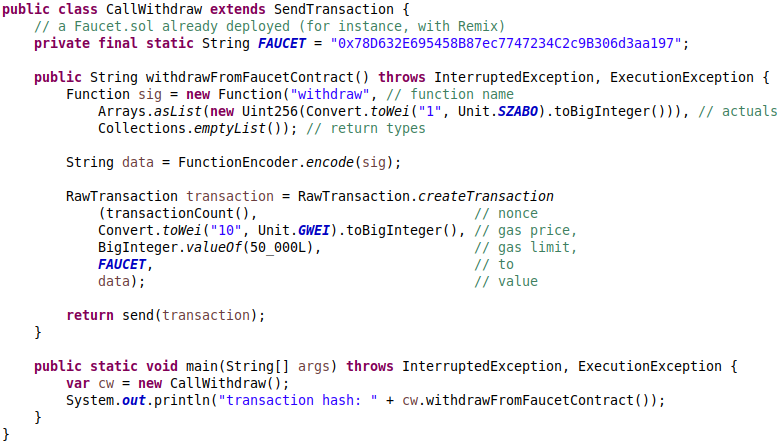 public class CallWithdraw extends SendTransaction {
    // a Faucet.sol already deployed (for instance, with Remix)
    private final static String FAUCET = "0x78D632E695458B87ec7747234C2c9B306d3aa197";

    public String withdrawFromFaucetContract() throws InterruptedException, ExecutionException {
        Function sig = new Function("withdraw", // function name
            Arrays.asList(new Uint256(Convert.toWei("1", Unit.SZABO).toBigInteger())), // actuals
            Collections.emptyList()); // return types

        String data = FunctionEncoder.encode(sig);

        RawTransaction transaction = RawTransaction.createTransaction
            (transactionCount(),                           // nonce
            Convert.toWei("10", Unit.GWEI).toBigInteger(), // gas price,
            BigInteger.valueOf(50_000L),                   // gas limit,
            FAUCET,                                        // to
            data);                                         // value

        return send(transaction);
    }

    public static void main(String[] args) throws InterruptedException, ExecutionException {
        var cw = new CallWithdraw();
        System.out.println("transaction hash: " + cw.withdrawFromFaucetContract());
    }
}